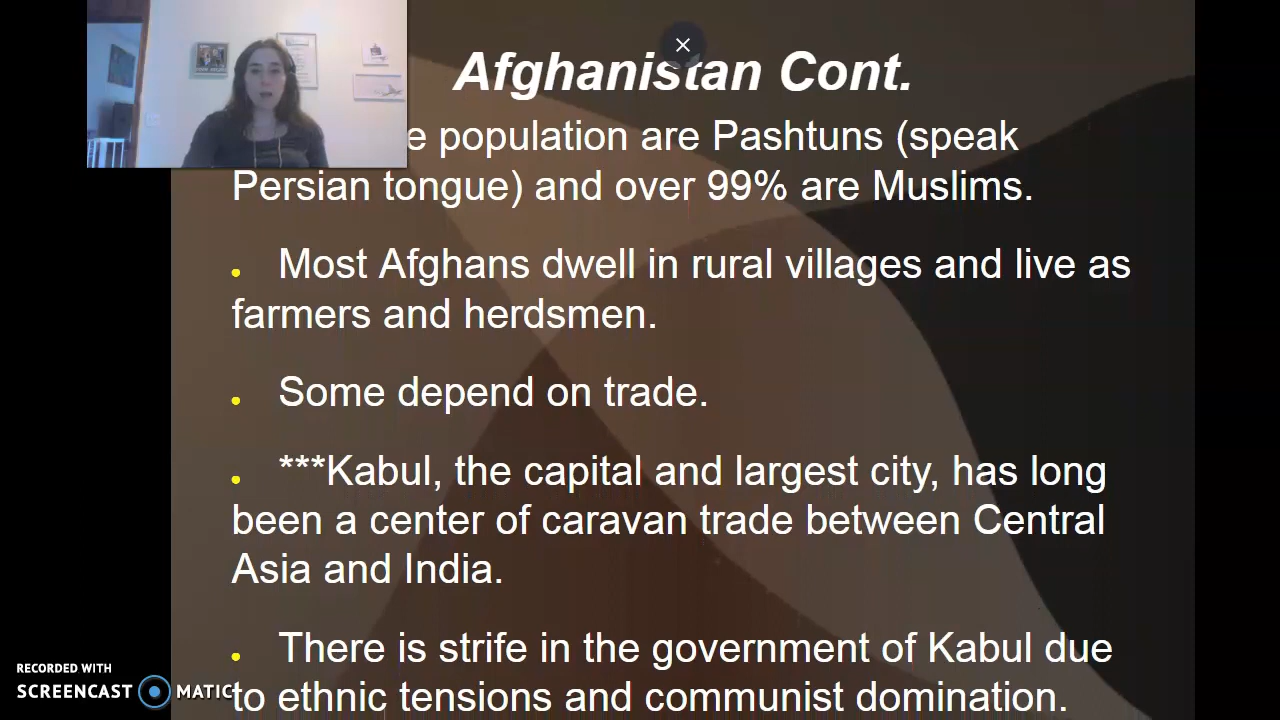 Afghanistan Cont.
population are Pashtuns (speak
Persian tongue) and over 99% are Muslims.
Most Afghans dwell in rural villages and live as
farmers and herdsmen.
Some depend on trade.
***Kabul, the capital and largest city, has long
been a center of caravan trade between Central
Asia and India.
There is strife in the government of Kabul due
to ethnic tensions and communist domination.
RECORDED WITH
SCREENCAST MATIC